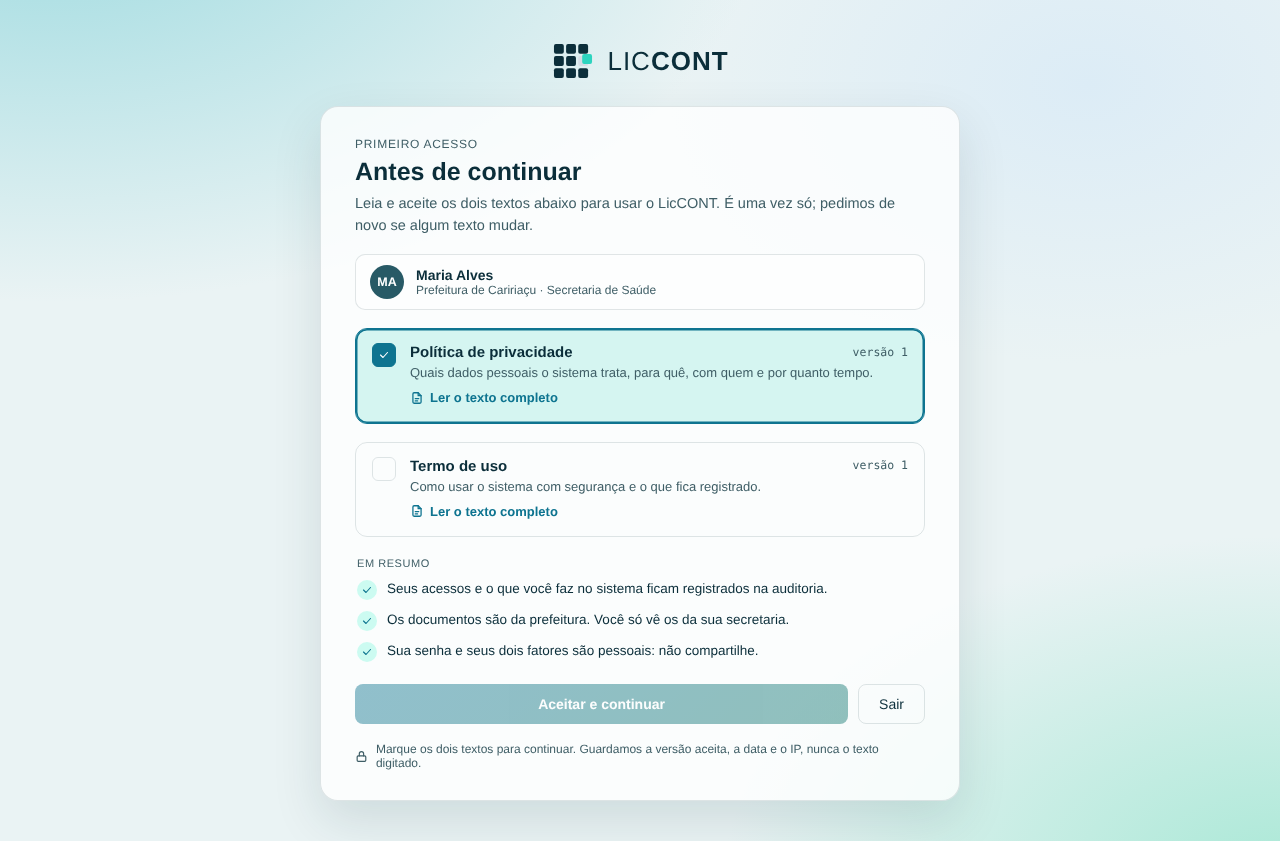 LICCONT
PRIMEIRO ACESSO
Antes de continuar
Leia e aceite os dois textos abaixo para usar o LicCONT. É uma vez só; pedimos de
novo se algum texto mudar.
MA
Maria Alves
Prefeitura de Caririaçu · Secretaria de Saúde
Política de privacidade
versão 1
Quais dados pessoais o sistema trata, para quê, com quem e por quanto tempo.
Ler o texto completo
Termo de uso
versão 1
Como usar o sistema com segurança e o que fica registrado.
Ler o texto completo
EM RESUMO
Seus acessos e o que você faz no sistema ficam registrados na auditoria.
Os documentos são da prefeitura. Você só vê os da sua secretaria.
Sua senha e seus dois fatores são pessoais: não compartilhe.
Aceitar e continuar
Sair
Marque os dois textos para continuar. Guardamos a versão aceita, a data e o IP, nunca o texto
digitado.